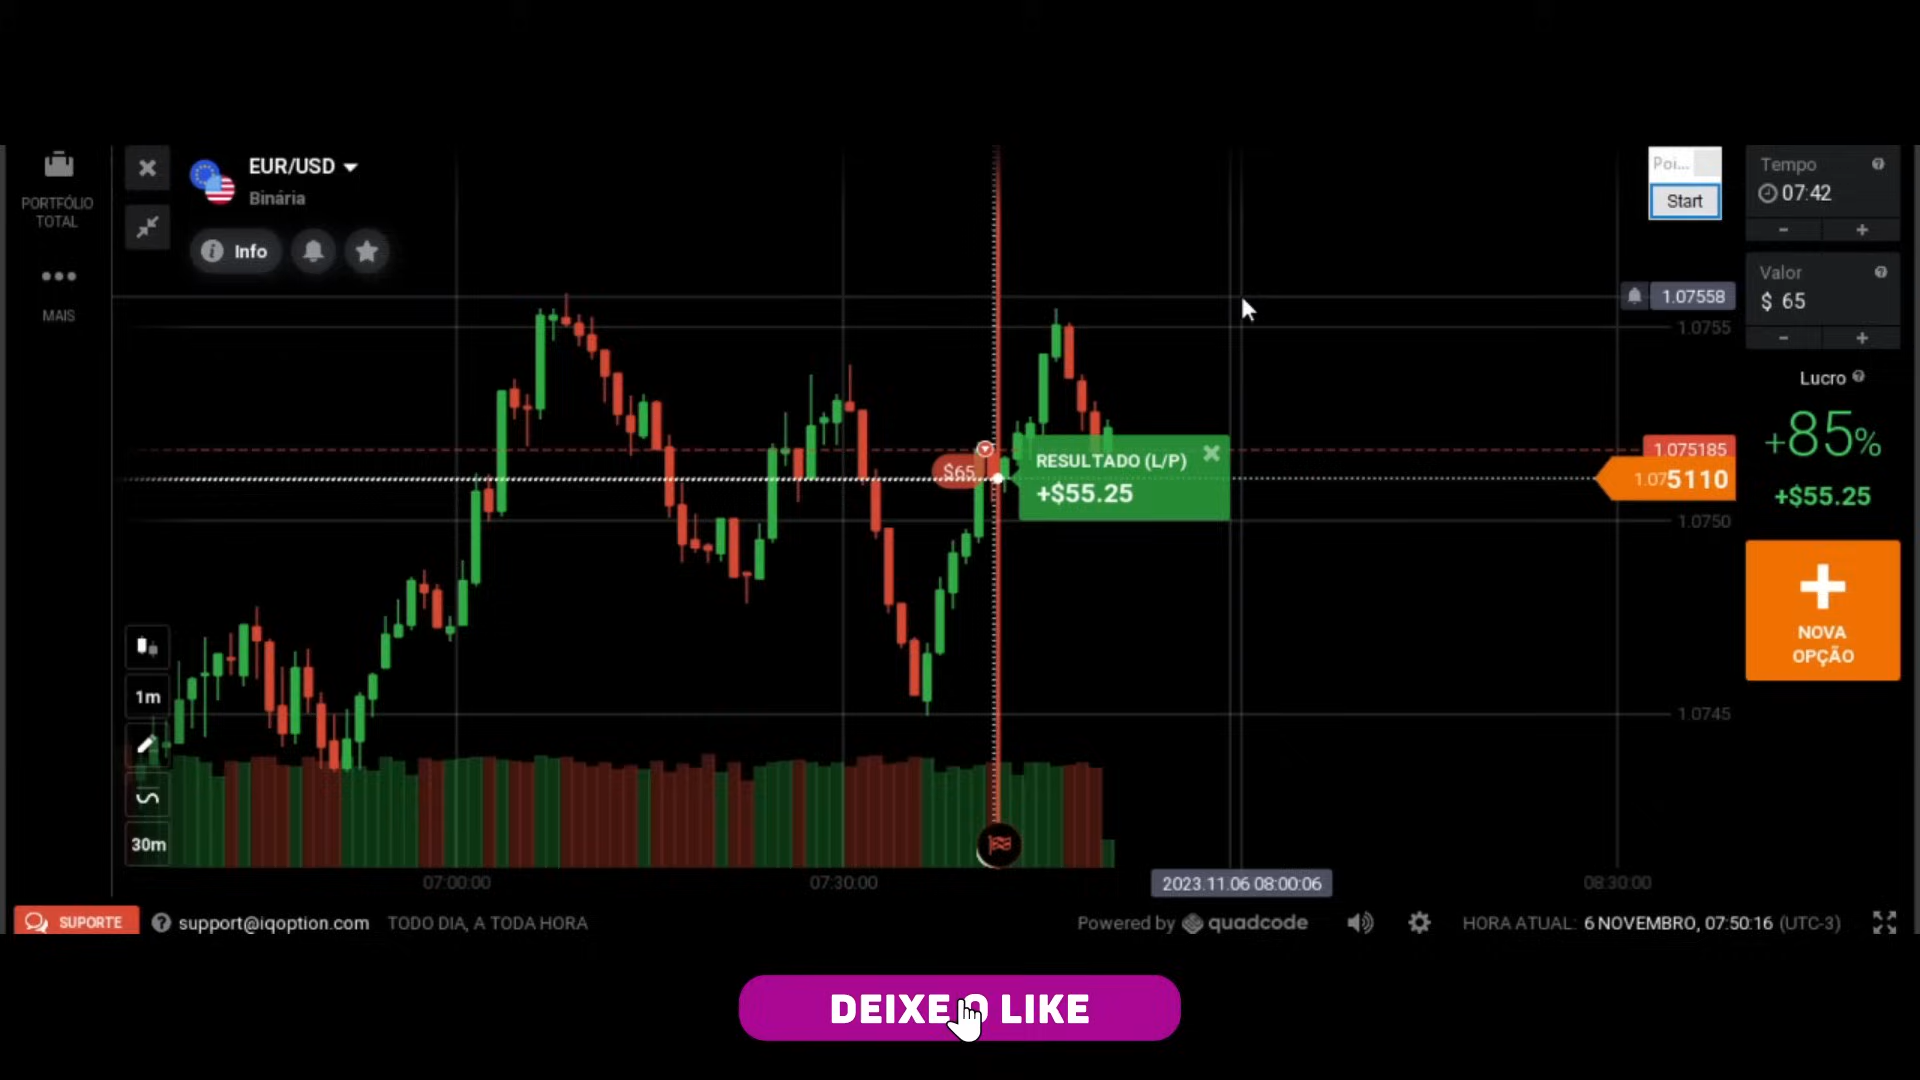 PORTFÓLIO
TOTAL
MAIS
EUR/USD
Binária
Info
Poi...
Start
Tempo
07:42
Valor
$ 65
Lucro
+85%
+$55.25
NOVA
OPÇÃO
1.07558
1.0755
1.075185
1.075110
1.0750
1.0745
$65
RESULTADO (L/P)
+$55.25
1m
30m
07:00:00
07:30:00
2023.11.06 08:00:06
08:30:00
SUPORTE
support@iqoption.com
TODO DIA, A TODA HORA
Powered by quadcode
HORA ATUAL: 6 NOVEMBRO, 07:50:16 (UTC-3)
DEIXE O LIKE